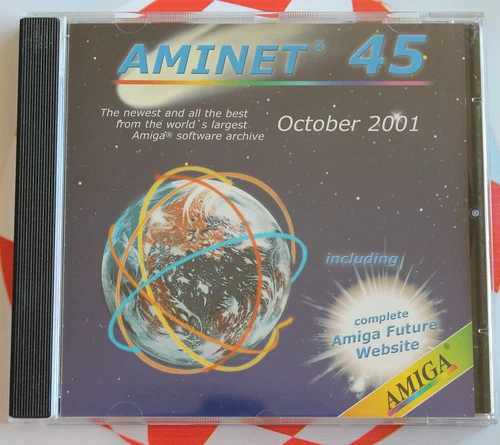 AMINET® 45
The newest and all the best
from the world`s largest
Amiga® software archive
October 2001
including
complete
Amiga Future
Website
AMIGA®